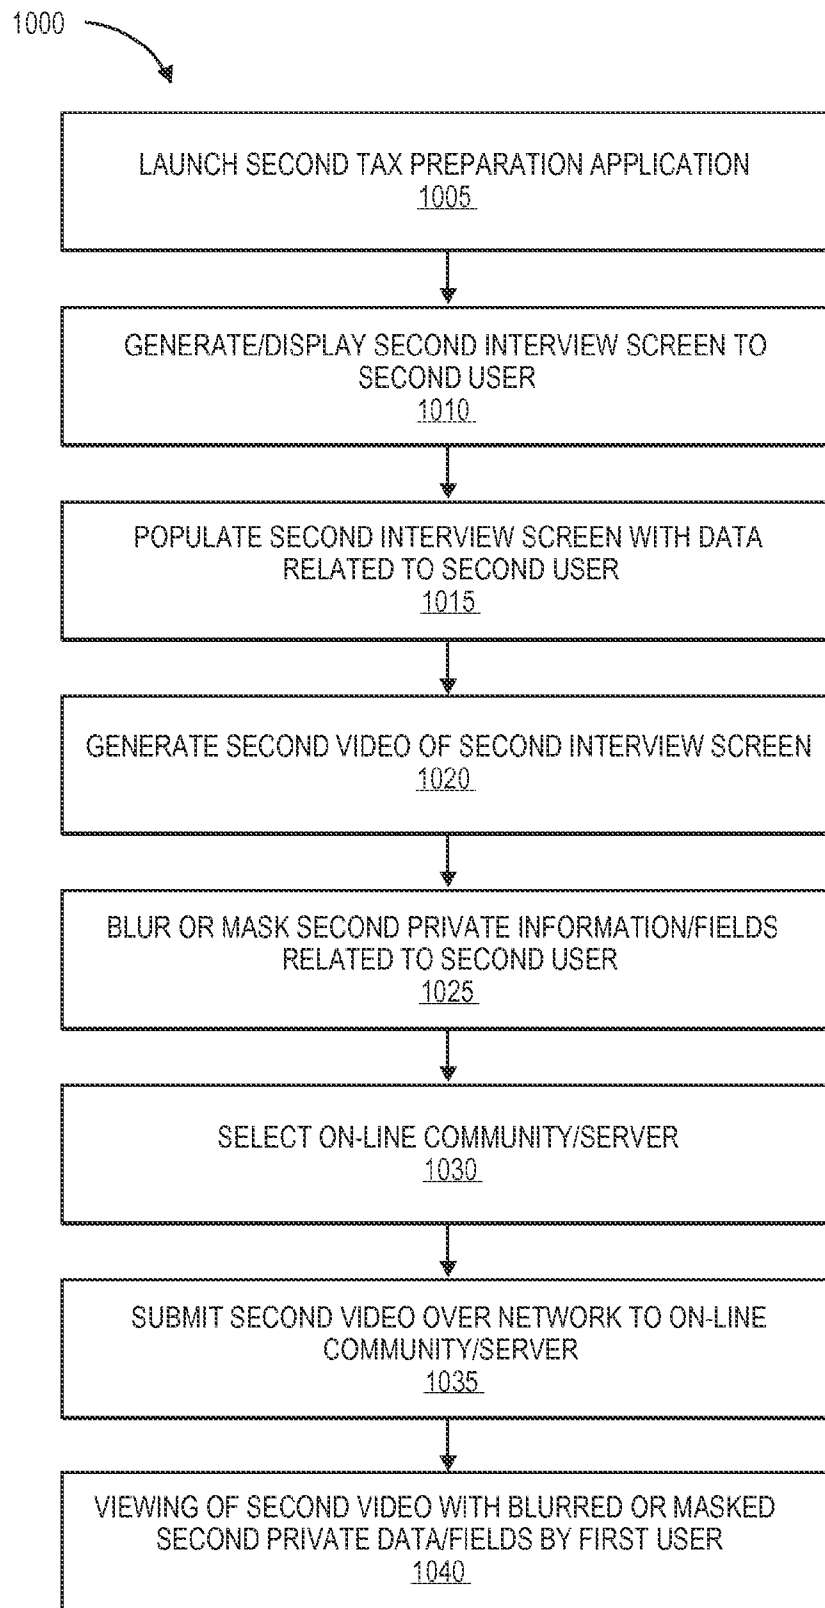 1000
LAUNCH SECOND TAX PREPARATION APPLICATION
1005
GENERATE/DISPLAY SECOND INTERVIEW SCREEN TO
SECOND USER
1010
POPULATE SECOND INTERVIEW SCREEN WITH DATA
RELATED TO SECOND USER
1015
GENERATE SECOND VIDEO OF SECOND INTERVIEW SCREEN
1020
BLUR OR MASK SECOND PRIVATE INFORMATION/FIELDS
RELATED TO SECOND USER
1025
SELECT ON-LINE COMMUNITY/SERVER
1030
SUBMIT SECOND VIDEO OVER NETWORK TO ON-LINE
COMMUNITY/SERVER
1035
VIEWING OF SECOND VIDEO WITH BLURRED OR MASKED
SECOND PRIVATE DATA/FIELDS BY FIRST USER
1040